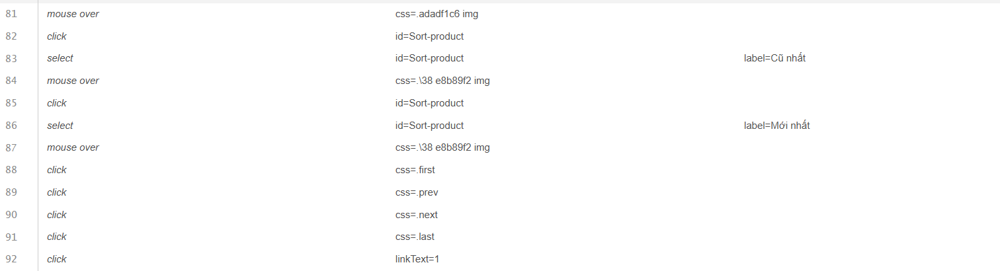 81 mouse over css=.adadf1c6 img
82 click id=Sort-product
83 select id=Sort-product label=Cũ nhất
84 mouse over css=.\38 e8b89f2 img
85 click id=Sort-product
86 select id=Sort-product label=Mới nhất
87 mouse over css=.\38 e8b89f2 img
88 click css=.first
89 click css=.prev
90 click css=.next
91 click css=.last
92 click linkText=1